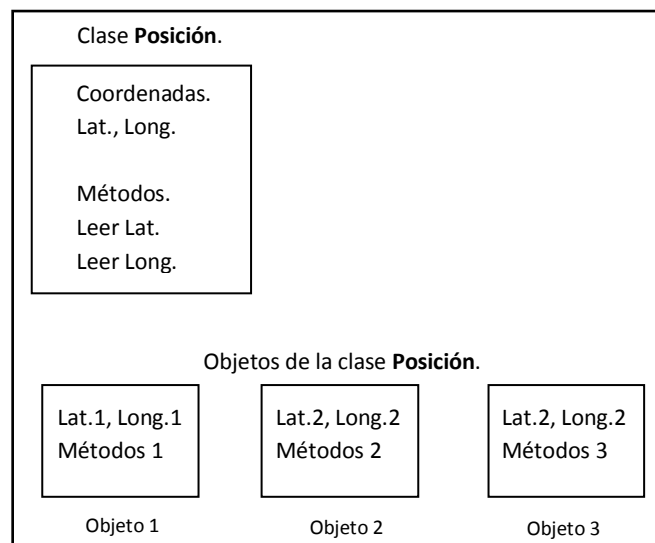 Clase Posición.
Coordenadas.
Lat., Long.
Métodos.
Leer Lat.
Leer Long.
Objetos de la clase Posición.
Lat.1, Long.1
Métodos 1
Lat.2, Long.2
Métodos 2
Lat.2, Long.2
Métodos 3
Objeto 1
Objeto 2
Objeto 3